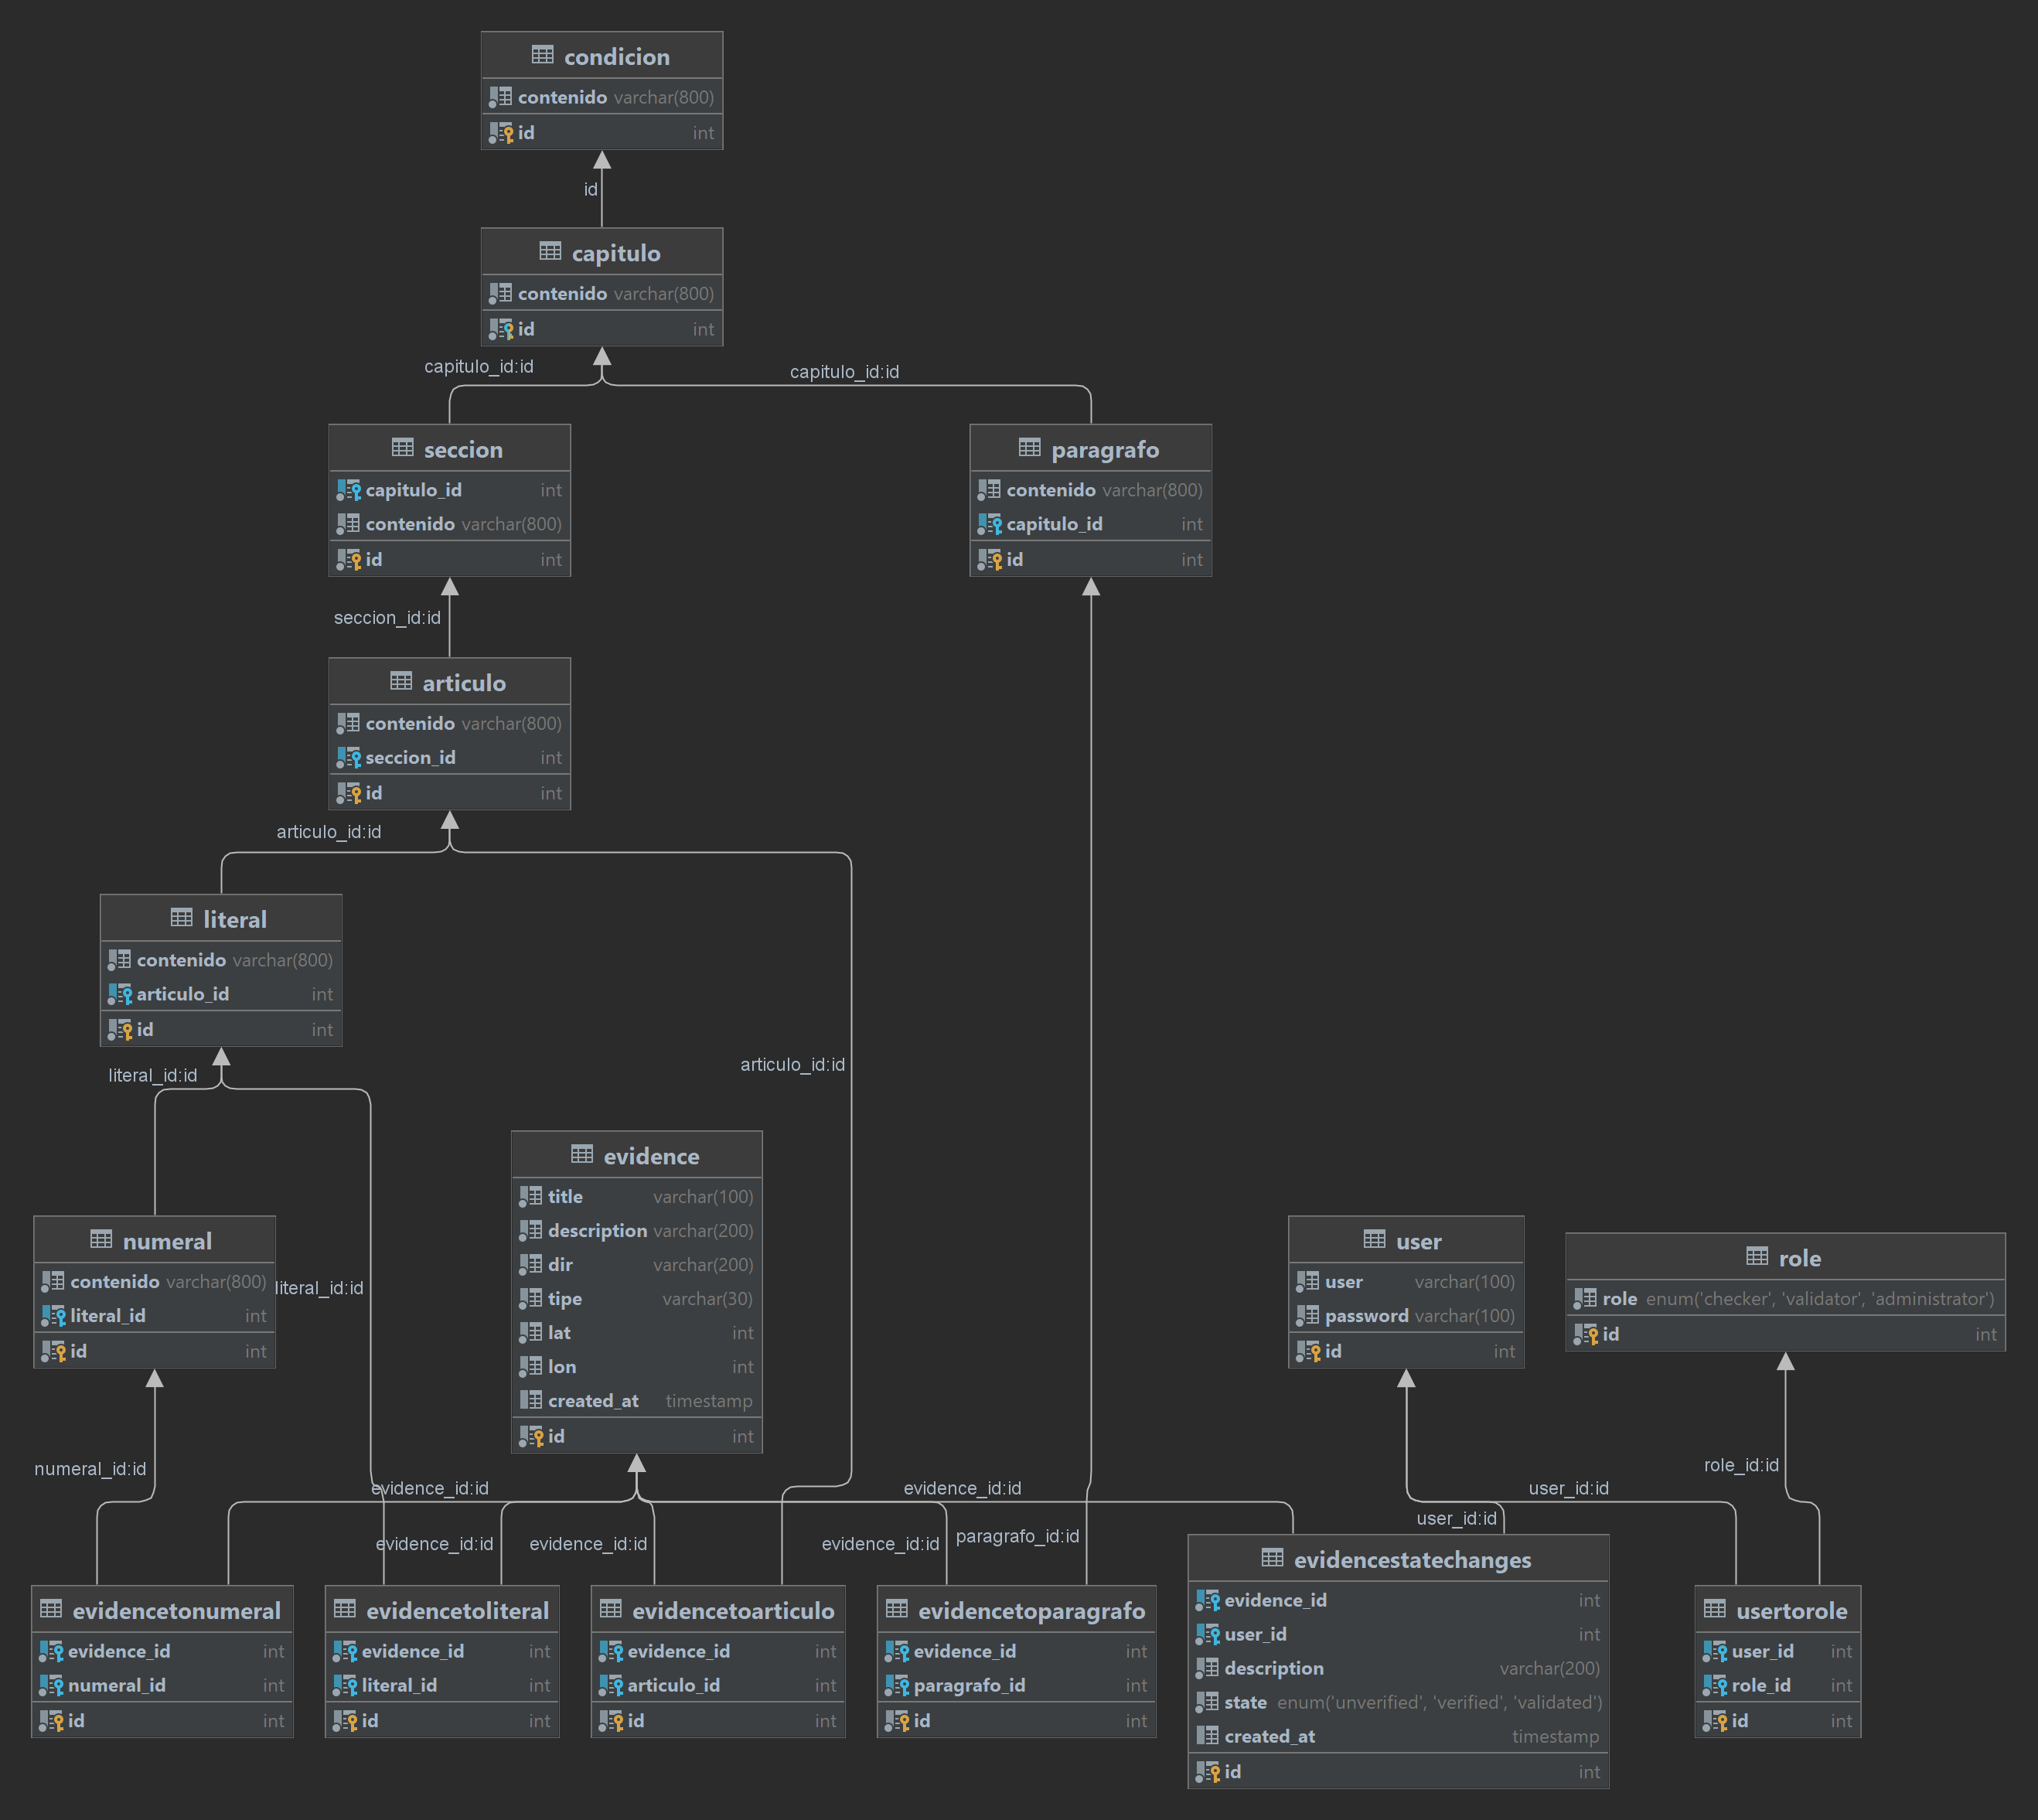 condicion
contenido varchar(800)
id int
id
capitulo
contenido varchar(800)
id int
capitulo_id:id
capitulo_id:id
seccion
capitulo_id int
contenido varchar(800)
id int
paragrafo
contenido varchar(800)
capitulo_id int
id int
seccion_id:id
articulo
contenido varchar(800)
seccion_id int
id int
articulo_id:id
literal
contenido varchar(800)
articulo_id int
id int
literal_id:id
articulo_id:id
evidence
title varchar(100)
description varchar(200)
dir varchar(200)
tipe varchar(30)
lat int
lon int
created_at timestamp
id int
numeral
contenido varchar(800)
literal_id int
id int
literal_id:id
user
user varchar(100)
password varchar(100)
id int
role
role enum('checker', 'validator', 'administrator')
id int
numeral_id:id
role_id:id
evidence_id:id
evidence_id:id
user_id:id
user_id:id
evidence_id:id
evidence_id:id
evidence_id:id
paragrafo_id:id
evidencetonumeral
evidence_id int
numeral_id int
id int
evidencetoliteral
evidence_id int
literal_id int
id int
evidencetoarticulo
evidence_id int
articulo_id int
id int
evidencetoparagrafo
evidence_id int
paragrafo_id int
id int
evidencestatechanges
evidence_id int
user_id int
description varchar(200)
state enum('unverified', 'verified', 'validated')
created_at timestamp
id int
usertorole
user_id int
role_id int
id int